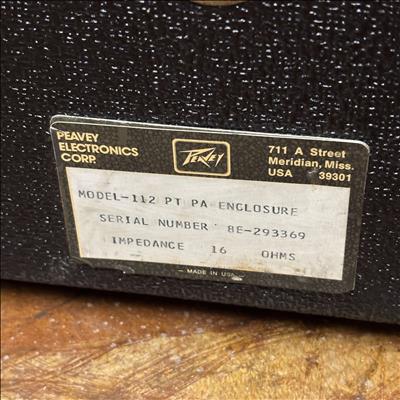 PEAVEY
ELECTRONICS
CORP.
PEAVEY
711 A Street
Meridian, Miss.
USA 39301
MODEL-112 PT PA ENCLOSURE
SERIAL NUMBER 8E-293369
IMPEDANCE 16 OHMS
— MADE IN USA —